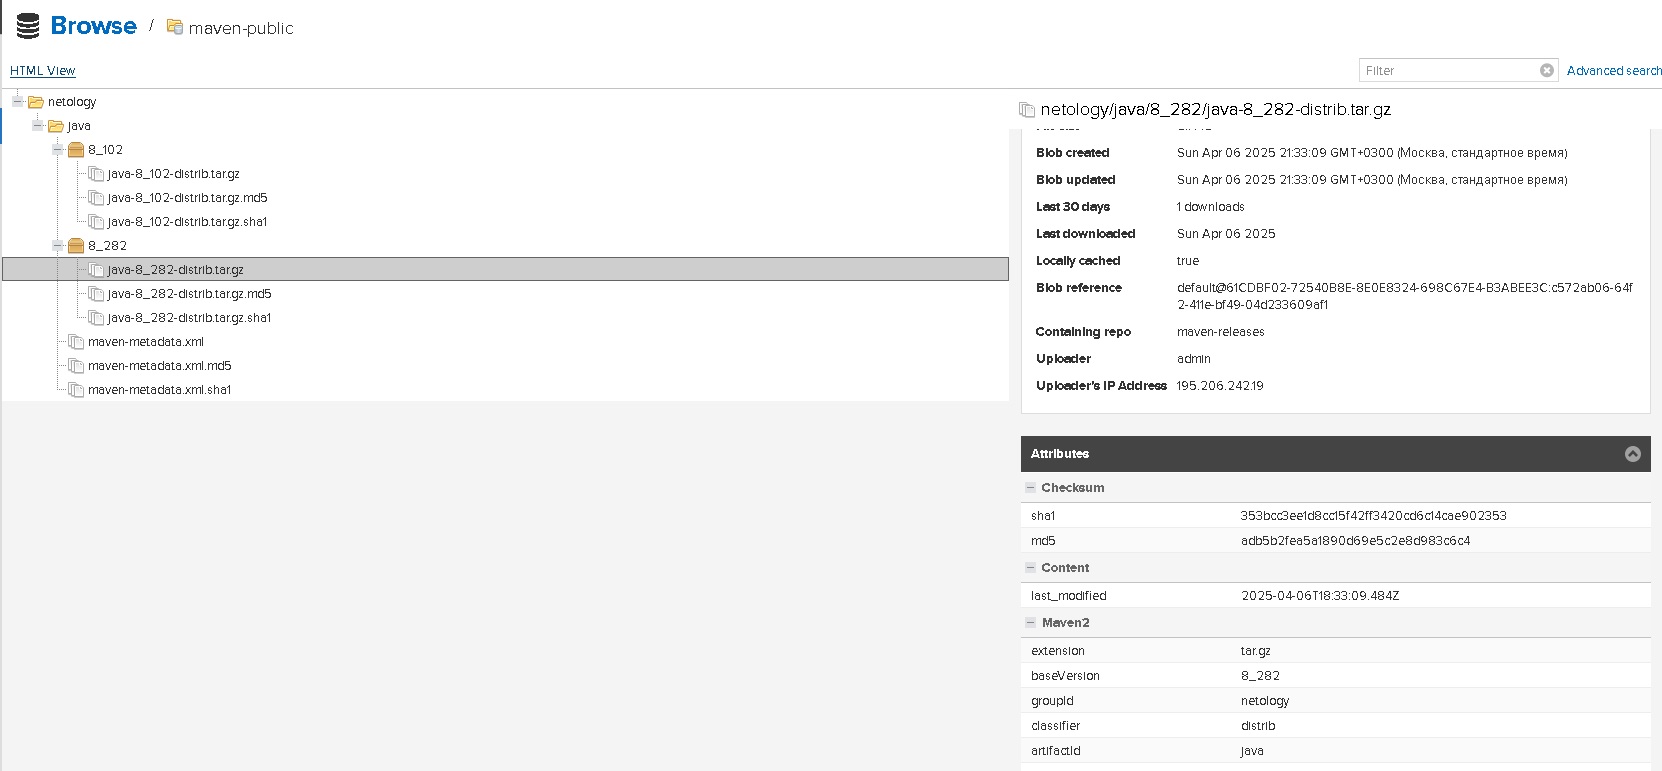 Browse / maven-public
HTML View
Filter
Advanced search
netology
java
8_102
java-8_102-distrib.tar.gz
java-8_102-distrib.tar.gz.md5
java-8_102-distrib.tar.gz.sha1
8_282
java-8_282-distrib.tar.gz
java-8_282-distrib.tar.gz.md5
java-8_282-distrib.tar.gz.sha1
maven-metadata.xml
maven-metadata.xml.md5
maven-metadata.xml.sha1
netology/java/8_282/java-8_282-distrib.tar.gz
Blob created Sun Apr 06 2025 21:33:09 GMT+0300 (Москва, стандартное время)
Blob updated Sun Apr 06 2025 21:33:09 GMT+0300 (Москва, стандартное время)
Last 30 days 1 downloads
Last downloaded Sun Apr 06 2025
Locally cached true
Blob reference default@61CDBF02-72540B8E-8E0E8324-698C67E4-B3ABEE3C:c572ab06-64f
2-411e-bf49-04d233609af1
Containing repo maven-releases
Uploader admin
Uploader's IP Address 195.206.242.19
Attributes
Checksum
sha1 353bcc3ee1d8cc15f42ff3420cd6c14cae902353
md5 adb5b2fea5a1890d69e5c2e8d983c6c4
Content
last_modified 2025-04-06T18:33:09.484Z
Maven2
extension tar.gz
baseVersion 8_282
groupId netology
classifier distrib
artifactId java